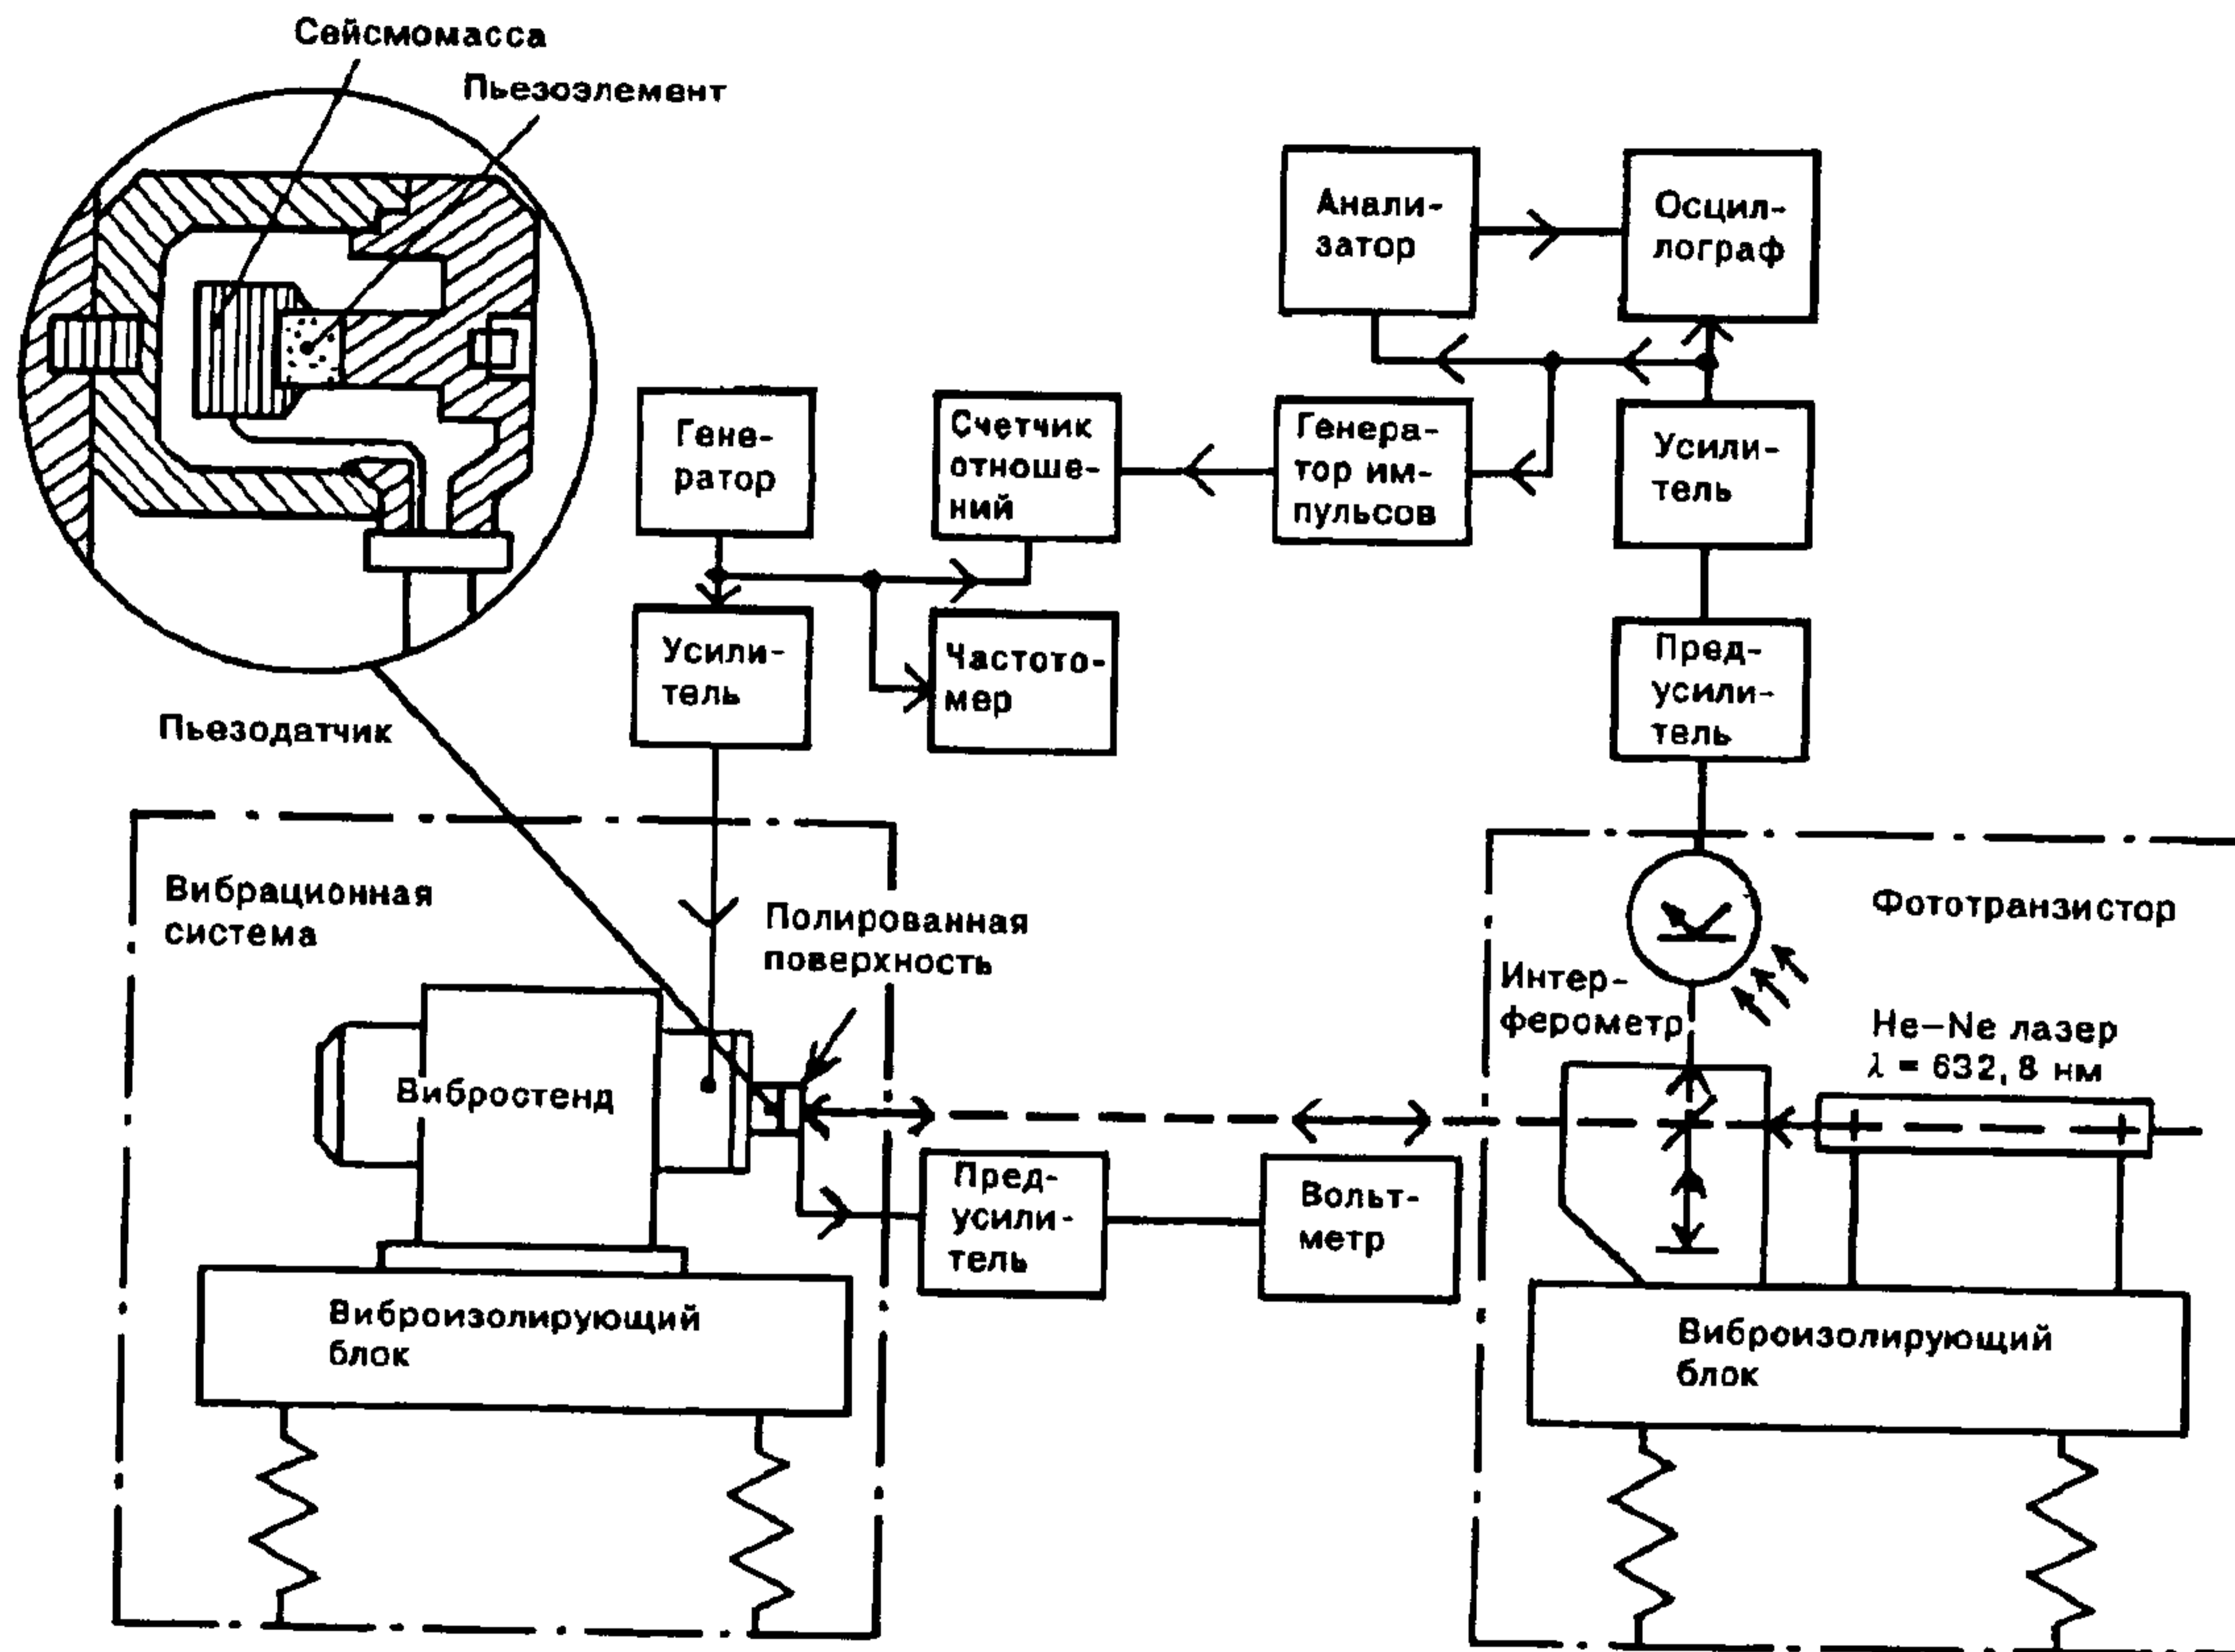 Сейсмомасса
Пьезоэлемент
Анали-
затор
Осцил-
лограф
Гене-
ратор
Счетчик
отноше-
ний
Генера-
тор им-
пульсов
Усили-
тель
Усили-
тель
Частото-
мер
Пред-
усили-
тель
Пьезодатчик
Вибрационная
система
Полированная
поверхность
Фототранзистор
Интер-
ферометр
He–Ne лазер
λ = 632,8 нм
Вибростенд
Пред-
усили-
тель
Вольт-
метр
Виброизолирующий
блок
Виброизолирующий
блок